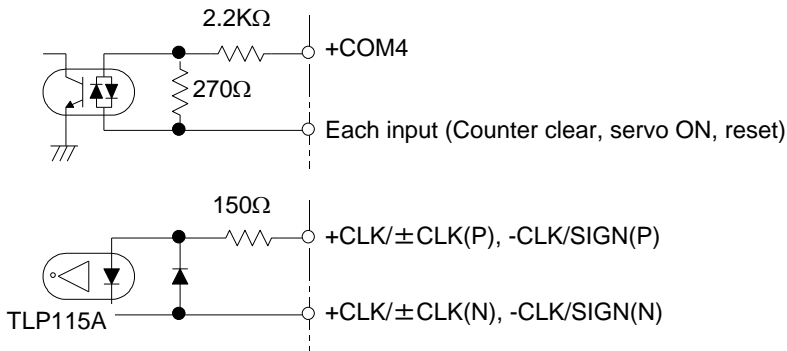 2.2KΩ
+COM4
270Ω
Each input (Counter clear, servo ON, reset)
150Ω
+CLK/±CLK(P), -CLK/SIGN(P)
TLP115A
+CLK/±CLK(N), -CLK/SIGN(N)